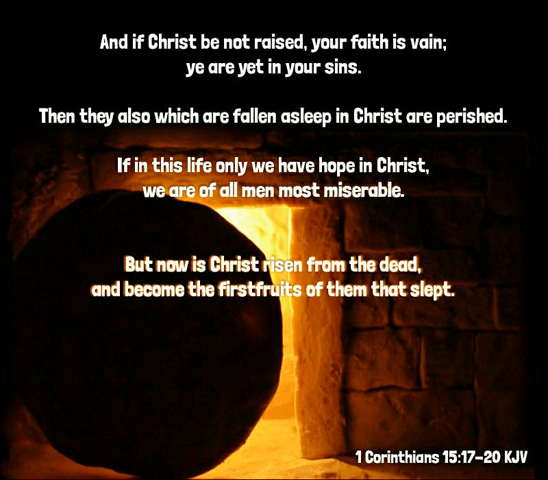 And if Christ be not raised, your faith is vain;
ye are yet in your sins.
Then they also which are fallen asleep in Christ are perished.
If in this life only we have hope in Christ,
we are of all men most miserable.
But now is Christ risen from the dead,
and become the firstfruits of them that slept.
1 Corinthians 15:17-20 KJV